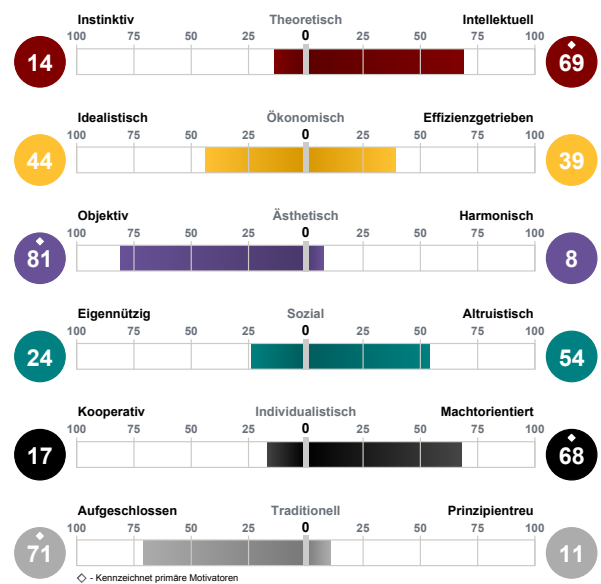 Instinktiv Theoretisch Intellektuell
100 75 50 25 0 25 50 75 100
14 69
Idealistisch Ökonomisch Effizienzgetrieben
100 75 50 25 0 25 50 75 100
44 39
Objektiv Ästhetisch Harmonisch
100 75 50 25 0 25 50 75 100
81 8
Eigennützig Sozial Altruistisch
100 75 50 25 0 25 50 75 100
24 54
Kooperativ Individualistisch Machtorientiert
100 75 50 25 0 25 50 75 100
17 68
Aufgeschlossen Traditionell Prinzipientreu
100 75 50 25 0 25 50 75 100
71 11
◇ - Kennzeichnet primäre Motivatoren